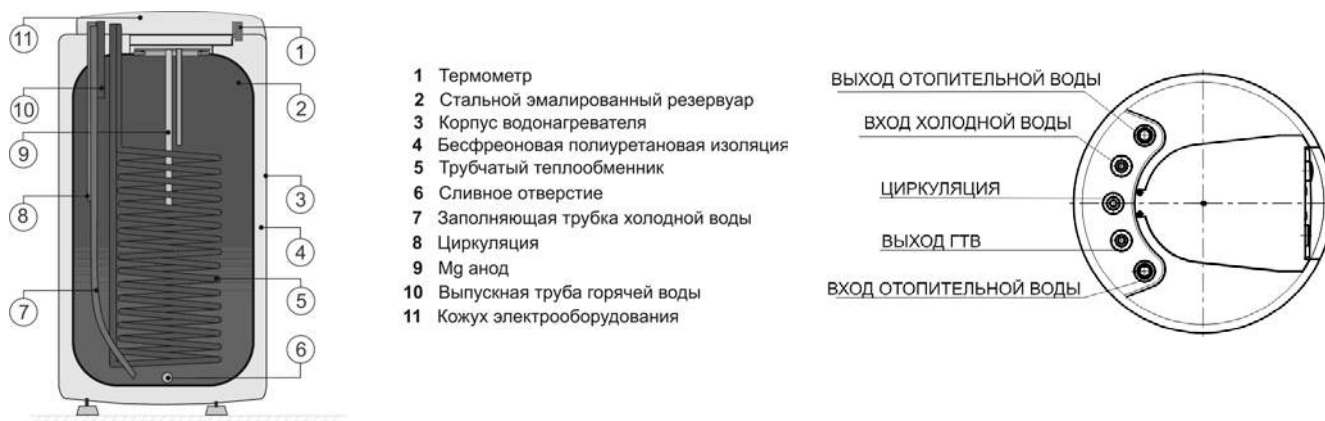 11
1
2
10
9
3
8
4
7
5
6
1 Термометр
2 Стальной эмалированный резервуар
3 Корпус водонагревателя
4 Бесфреоновая полиуретановая изоляция
5 Трубчатый теплообменник
6 Сливное отверстие
7 Заполняющая трубка холодной воды
8 Циркуляция
9 Mg анод
10 Выпускная труба горячей воды
11 Кожух электрооборудования
ВЫХОД ОТОПИТЕЛЬНОЙ ВОДЫ
ВХОД ХОЛОДНОЙ ВОДЫ
ЦИРКУЛЯЦИЯ
ВЫХОД ГТВ
ВХОД ОТОПИТЕЛЬНОЙ ВОДЫ